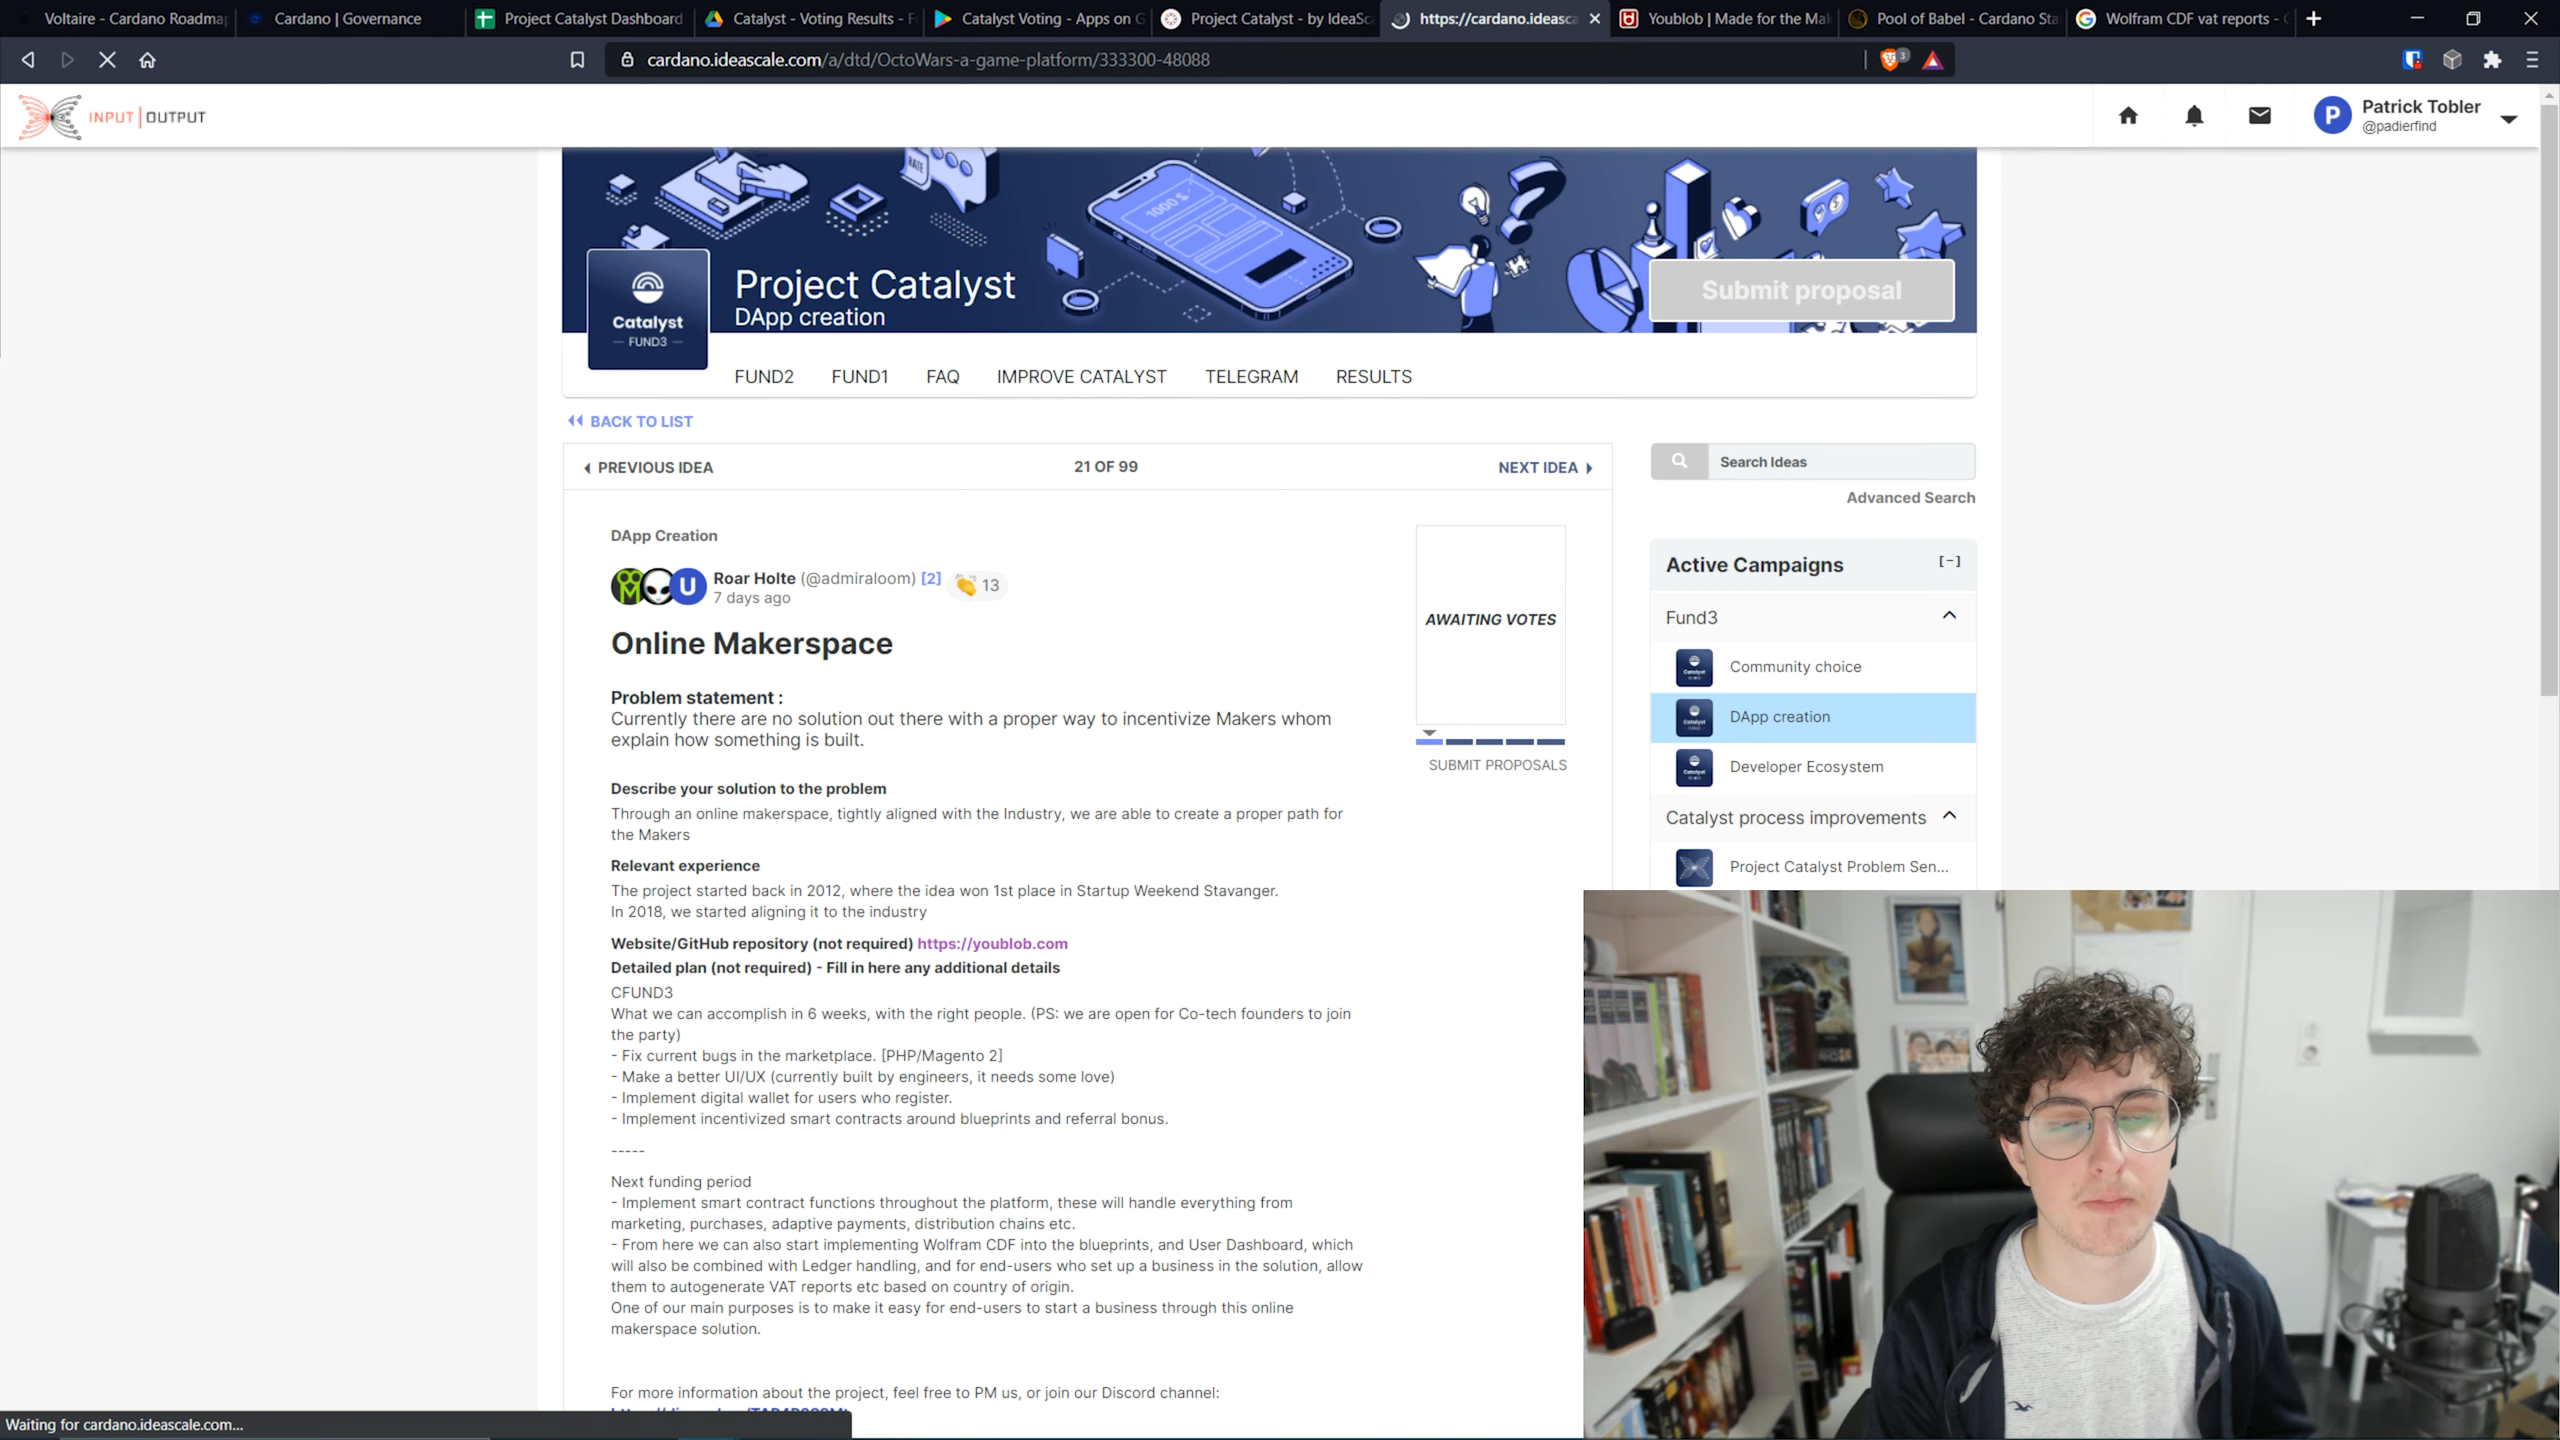 Voltaire - Cardano Roadmap
Cardano | Governance
Project Catalyst Dashboard
Catalyst - Voting Results - F
Catalyst Voting - Apps on G
Project Catalyst - by IdeaSc
https://cardano.ideasca
Youblob | Made for the Mak
Pool of Babel - Cardano Sta
Wolfram CDF vat reports - G
cardano.ideascale.com/a/dtd/OctoWars-a-game-platform/333300-48088
3
INPUT | OUTPUT
P
Patrick Tobler
@padierfind
RATE
1000 $
Project Catalyst
DApp creation
Submit proposal
Catalyst
— FUND3 —
FUND2
FUND1
FAQ
IMPROVE CATALYST
TELEGRAM
RESULTS
BACK TO LIST
PREVIOUS IDEA
21 OF 99
NEXT IDEA
Search Ideas
Advanced Search
DApp Creation
U
Roar Holte (@admiraloom) [2]
13
7 days ago
AWAITING VOTES
SUBMIT PROPOSALS
Online Makerspace
Problem statement :
Currently there are no solution out there with a proper way to incentivize Makers whom
explain how something is built.
Describe your solution to the problem
Through an online makerspace, tightly aligned with the Industry, we are able to create a proper path for
the Makers
Relevant experience
The project started back in 2012, where the idea won 1st place in Startup Weekend Stavanger.
In 2018, we started aligning it to the industry
Website/GitHub repository (not required) https://youblob.com
Detailed plan (not required) - Fill in here any additional details
CFUND3
What we can accomplish in 6 weeks, with the right people. (PS: we are open for Co-tech founders to join
the party)
- Fix current bugs in the marketplace. [PHP/Magento 2]
- Make a better UI/UX (currently built by engineers, it needs some love)
- Implement digital wallet for users who register.
- Implement incentivized smart contracts around blueprints and referral bonus.
-----
Next funding period
- Implement smart contract functions throughout the platform, these will handle everything from
marketing, purchases, adaptive payments, distribution chains etc.
- From here we can also start implementing Wolfram CDF into the blueprints, and User Dashboard, which
will also be combined with Ledger handling, and for end-users who set up a business in the solution, allow
them to autogenerate VAT reports etc based on country of origin.
One of our main purposes is to make it easy for end-users to start a business through this online
makerspace solution.
For more information about the project, feel free to PM us, or join our Discord channel:
Active Campaigns
[-]
Fund3
Community choice
DApp creation
Developer Ecosystem
Catalyst process improvements
Project Catalyst Problem Sen...
Waiting for cardano.ideascale.com...